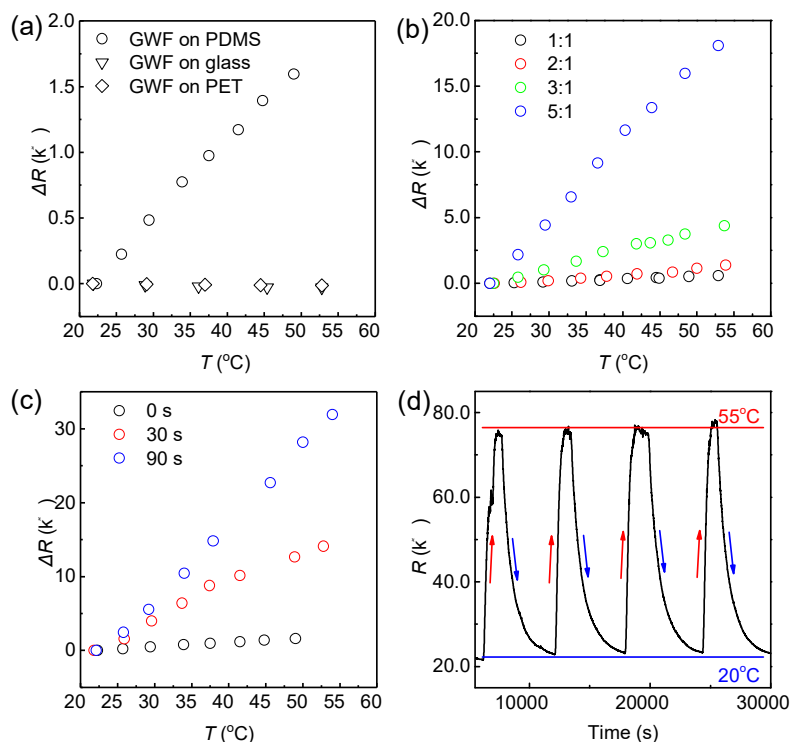 (a)
GWF on PDMS
GWF on glass
GWF on PET
2.0
1.5
1.0
0.5
0.0
ΔR (k
20 25 30 35 40 45 50 55 60
T (°C)
(b)
1:1
2:1
3:1
5:1
20.0
15.0
10.0
5.0
0.0
ΔR (k
20 25 30 35 40 45 50 55 60
T (°C)
(c)
0 s
30 s
90 s
30
20
10
0
ΔR (k
20 25 30 35 40 45 50 55 60
T (°C)
(d)
55°C
20°C
80.0
60.0
40.0
20.0
R (k
10000 20000 30000
Time (s)